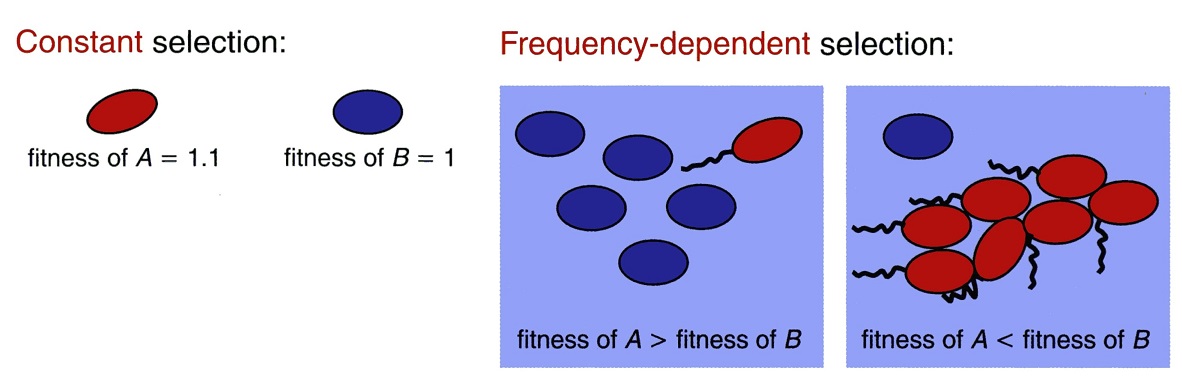 Constant selection:
fitness of A = 1.1
fitness of B = 1
Frequency-dependent selection:
fitness of A > fitness of B
fitness of A < fitness of B